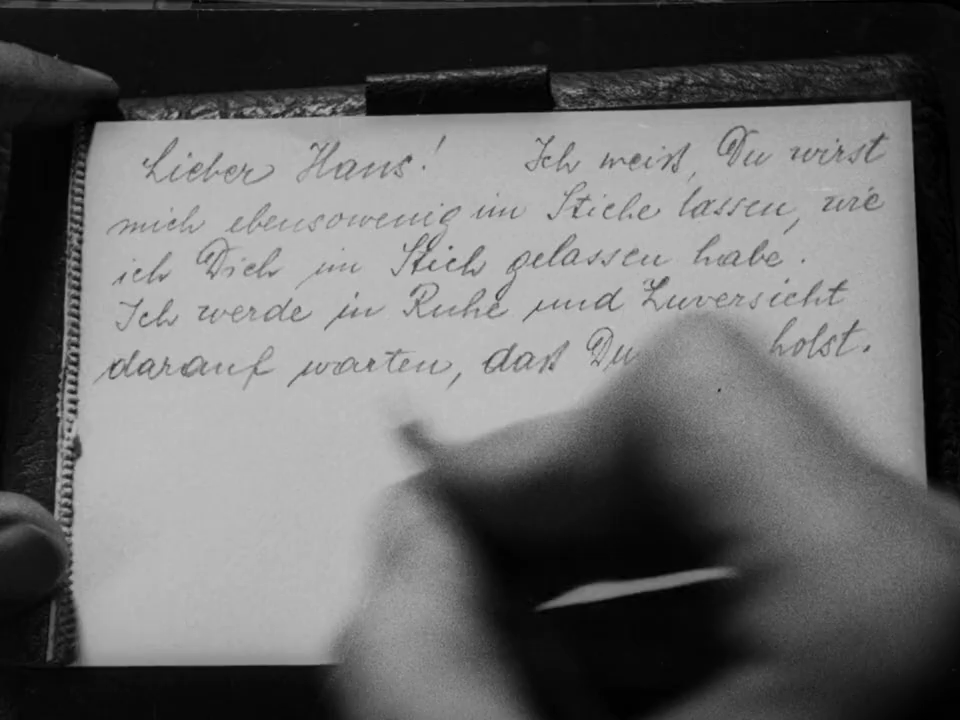 Lieber Hans! Ich weiß, Du wirst
mich ebensowenig im Stiche lassen, wie
ich Dich im Stich gelassen habe.
Ich werde in Ruhe und Zuversicht
darauf warten, daß Du holst.